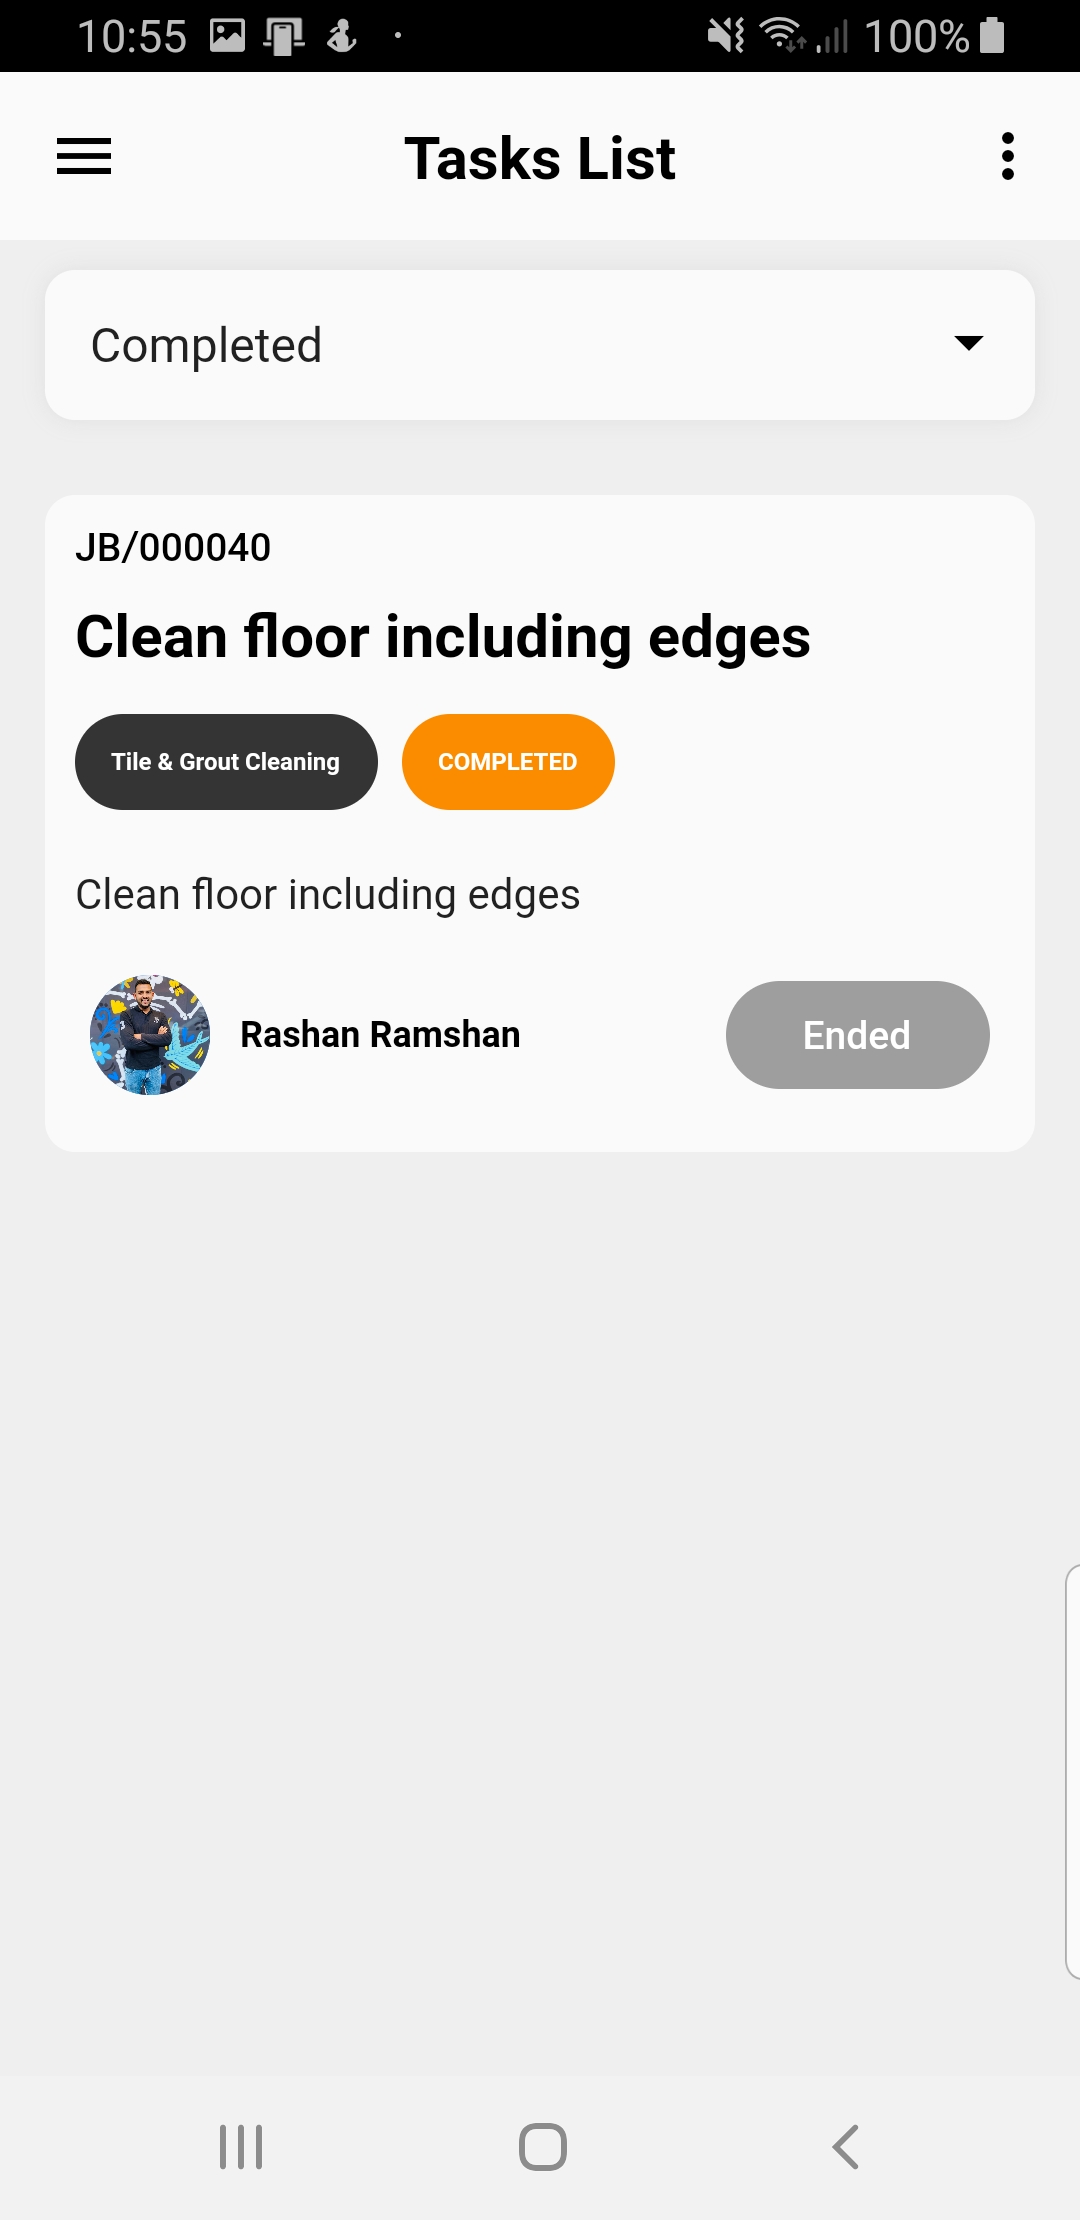 10:55 100%
Tasks List
Completed
JB/000040
Clean floor including edges
Tile & Grout Cleaning COMPLETED
Clean floor including edges
Rashan Ramshan Ended